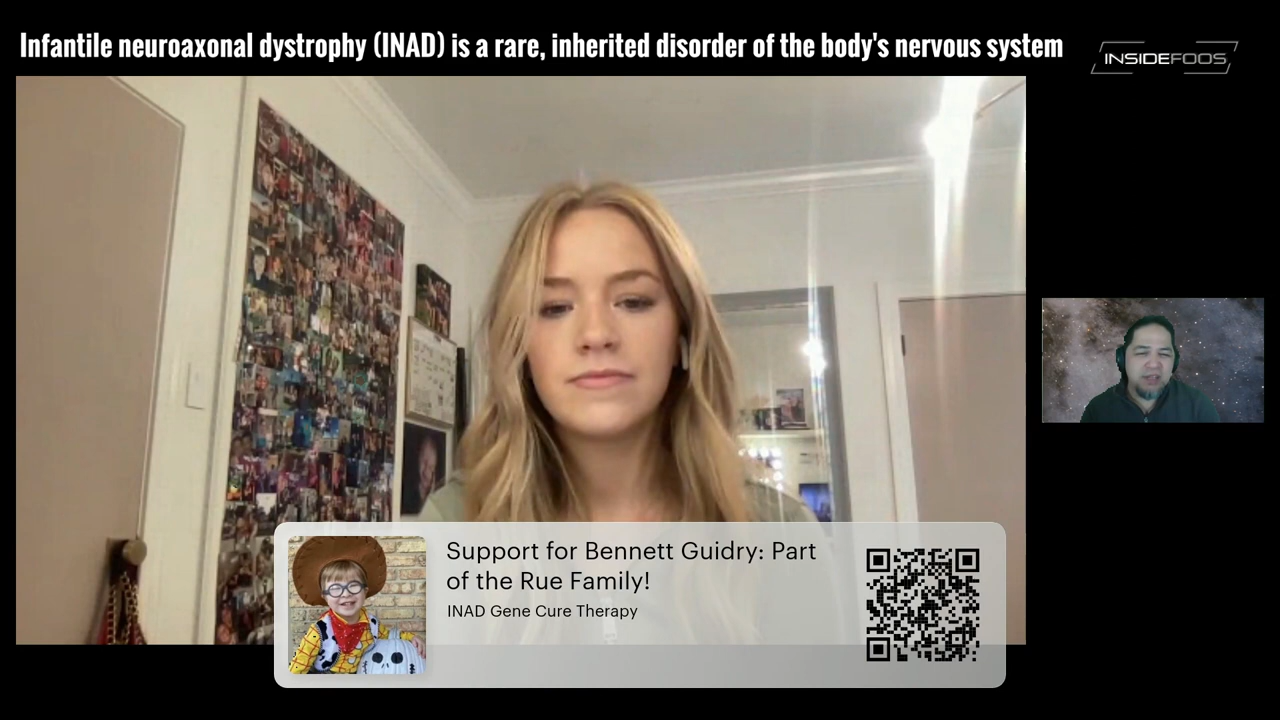 Infantile neuroaxonal dystrophy (INAD) is a rare, inherited disorder of the body's nervous system
INSIDEFOOS
Support for Bennett Guidry: Part
of the Rue Family!
INAD Gene Cure Therapy